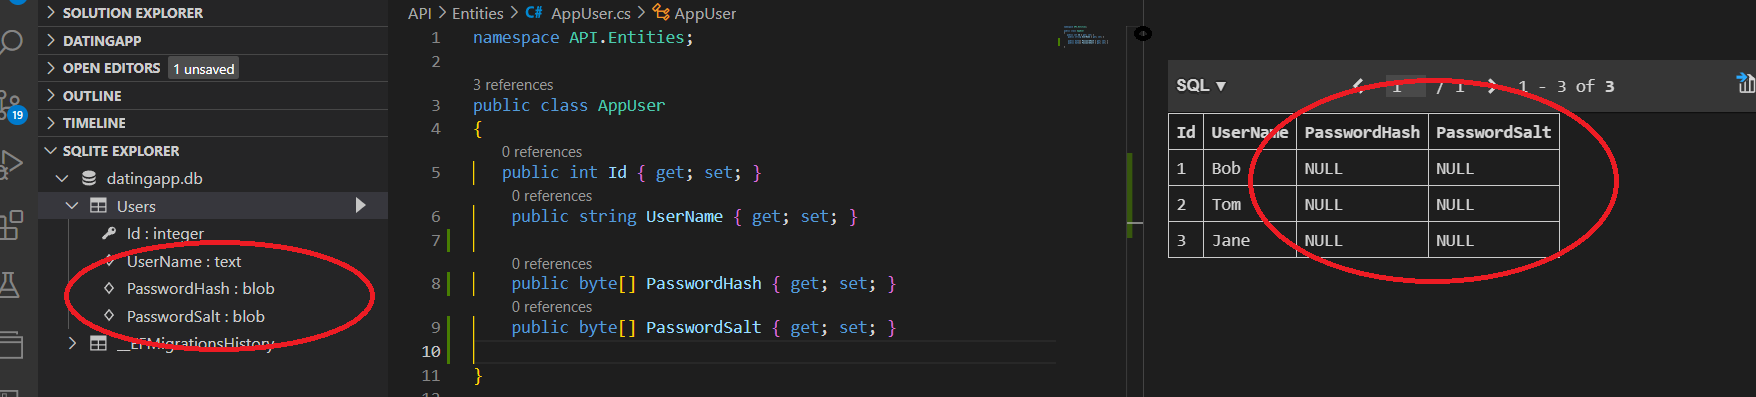 SOLUTION EXPLORER
DATINGAPP
OPEN EDITORS 1 unsaved
OUTLINE
TIMELINE
SQLITE EXPLORER
datingapp.db
Users
Id : integer
UserName : text
PasswordHash : blob
PasswordSalt : blob
__EFMigrationsHistory
19
API > Entities > C# AppUser.cs > AppUser
1 namespace API.Entities;
2
3 references
3 public class AppUser
4 {
0 references
5 public int Id { get; set; }
0 references
6 public string UserName { get; set; }
7
0 references
8 public byte[] PasswordHash { get; set; }
0 references
9 public byte[] PasswordSalt { get; set; }
10
11 }
12
SQL ▼ < 1 / 1 > 1 - 3 of 3
Id UserName PasswordHash PasswordSalt
1 Bob NULL NULL
2 Tom NULL NULL
3 Jane NULL NULL